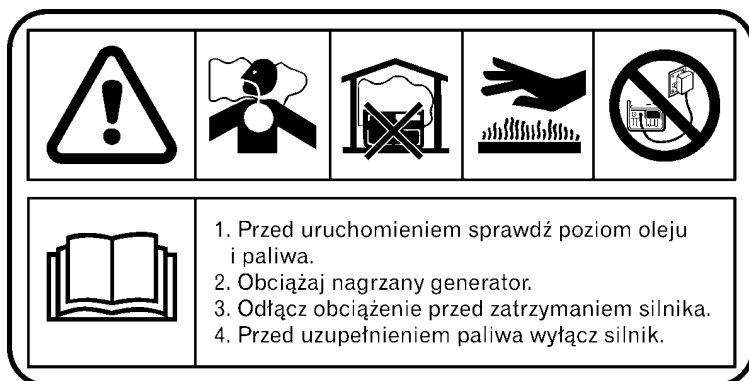 1. Przed uruchomieniem sprawdź poziom oleju
i paliwa.
2. Obciążaj nagrzany generator.
3. Odłącz obciążenie przed zatrzymaniem silnika.
4. Przed uzupełnieniem paliwa wyłącz silnik.